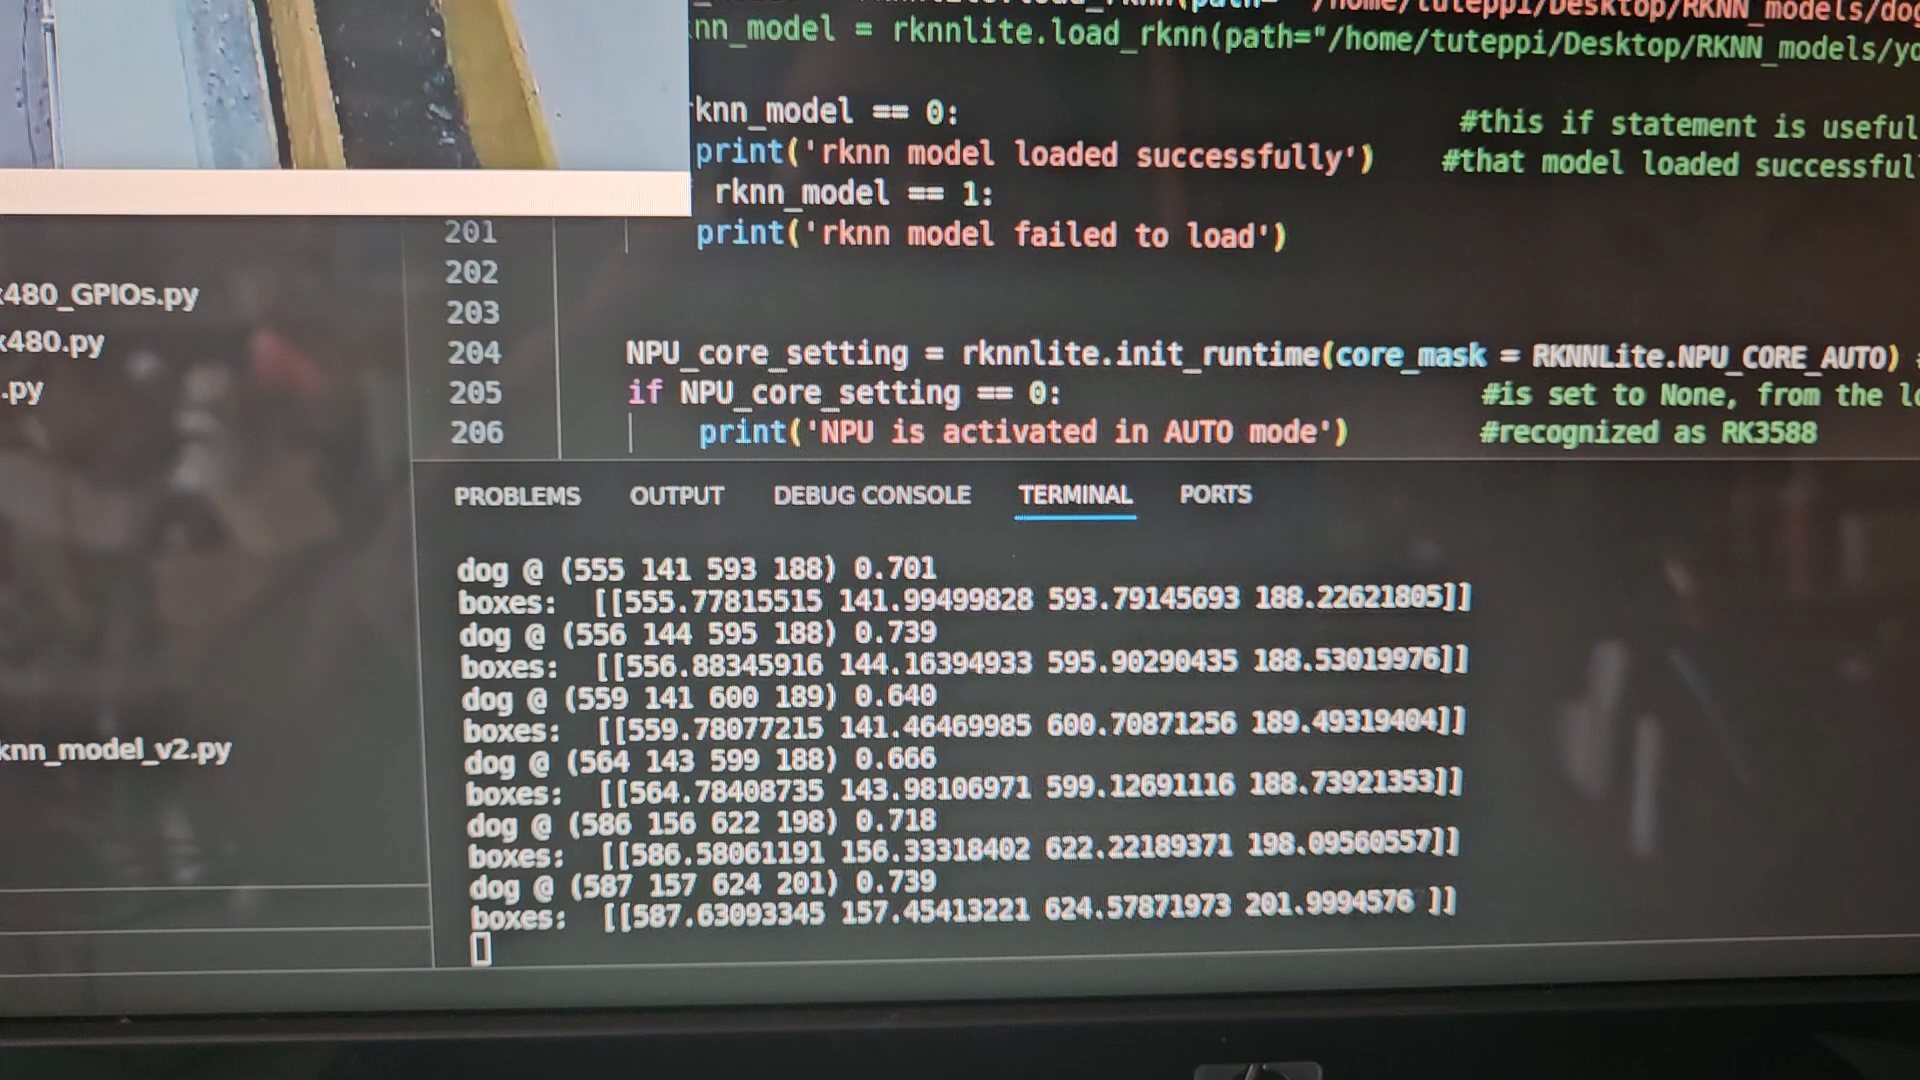 nn_model = rknnlite.load_rknn(path="/home/tuteppi/Desktop/RKNN_models/yo
knn_model == 0: #this if statement is useful
print('rknn model loaded successfully') #that model loaded successful
rknn_model == 1:
201 print('rknn model failed to load')
202
203
204 NPU_core_setting = rknnlite.init_runtime(core_mask = RKNNLite.NPU_CORE_AUTO)
205 if NPU_core_setting == 0: #is set to None, from the lo
206 print('NPU is activated in AUTO mode') #recognized as RK3588
x480_GPIOs.py
x480.py
.py
knn_model_v2.py
PROBLEMS OUTPUT DEBUG CONSOLE TERMINAL PORTS
dog @ (555 141 593 188) 0.701
boxes: [[555.77815515 141.99499828 593.79145693 188.22621805]]
dog @ (556 144 595 188) 0.739
boxes: [[556.88345916 144.16394933 595.90290435 188.53019976]]
dog @ (559 141 600 189) 0.640
boxes: [[559.78077215 141.46469985 600.70871256 189.49319404]]
dog @ (564 143 599 188) 0.666
boxes: [[564.78408735 143.98106971 599.12691116 188.73921353]]
dog @ (586 156 622 198) 0.718
boxes: [[586.58061191 156.33318402 622.22189371 198.09560557]]
dog @ (587 157 624 201) 0.739
boxes: [[587.63093345 157.45413221 624.57871973 201.9994576 ]]